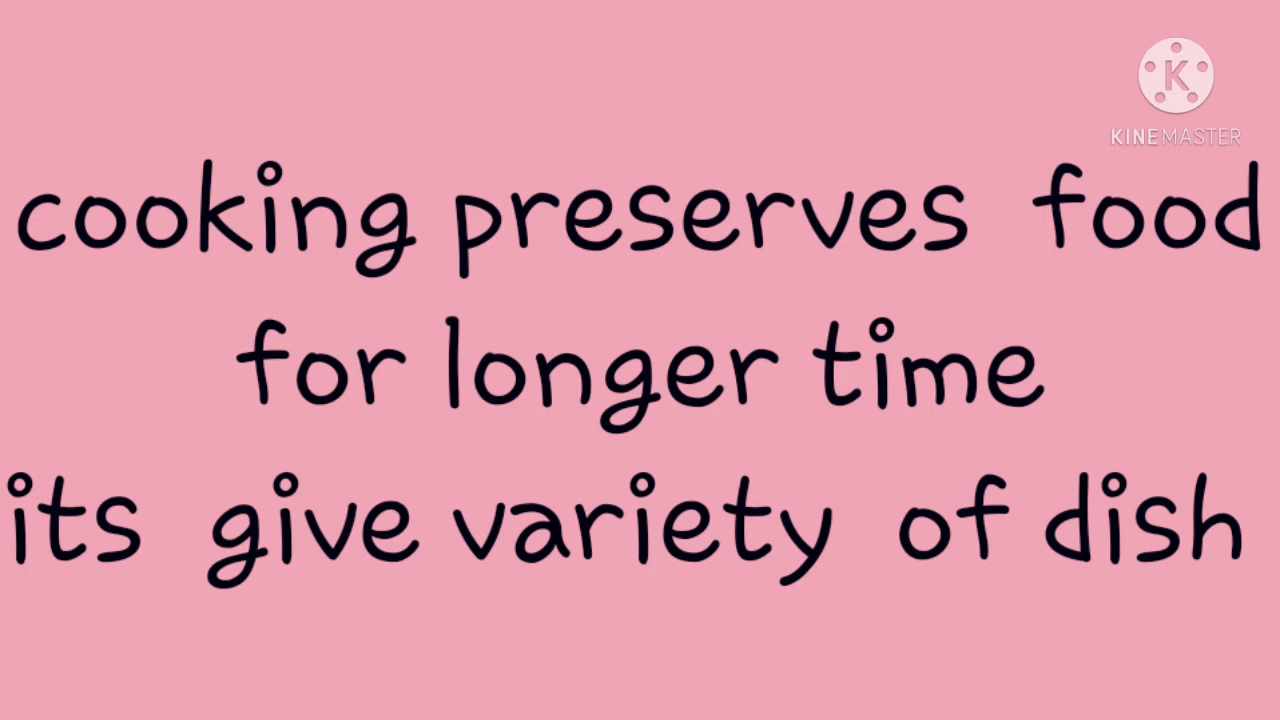 K
KINEMASTER
cooking preserves food
for longer time
its give variety of dish